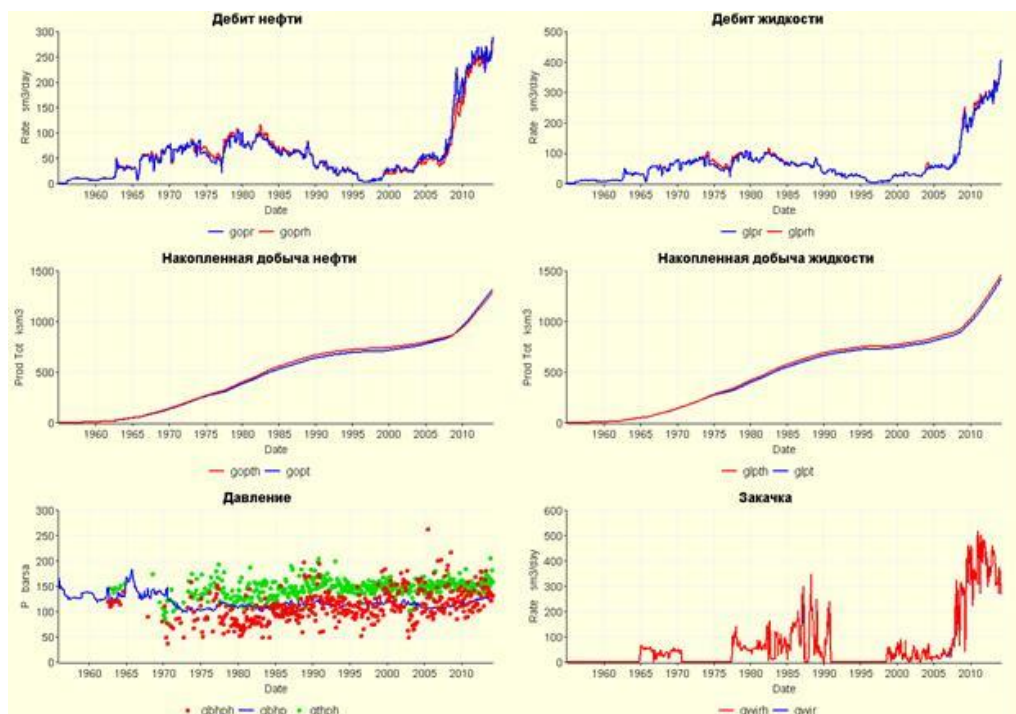 Дебит нефти
300
250
200
150
100
50
0
Rate sm3/day
1960 1965 1970 1975 1980 1985 1990 1995 2000 2005 2010
Date
gopr goprh
Дебит жидкости
500
400
300
200
100
0
Rate sm3/day
1960 1965 1970 1975 1980 1985 1990 1995 2000 2005 2010
Date
glpr glprh
Накопленная добыча нефти
1500
1000
500
0
Prod Tot ksm3
1960 1965 1970 1975 1980 1985 1990 1995 2000 2005 2010
Date
gopth gopt
Накопленная добыча жидкости
1500
1000
500
0
Prod Tot ksm3
1960 1965 1970 1975 1980 1985 1990 1995 2000 2005 2010
Date
glpth glpt
Давление
300
250
200
150
100
50
0
P barsa
1960 1965 1970 1975 1980 1985 1990 1995 2000 2005 2010
Date
gbhph gbhp gthph
Закачка
600
500
400
300
200
100
0
Rate sm3/day
1960 1965 1970 1975 1980 1985 1990 1995 2000 2005 2010
Date
gwirh gwir